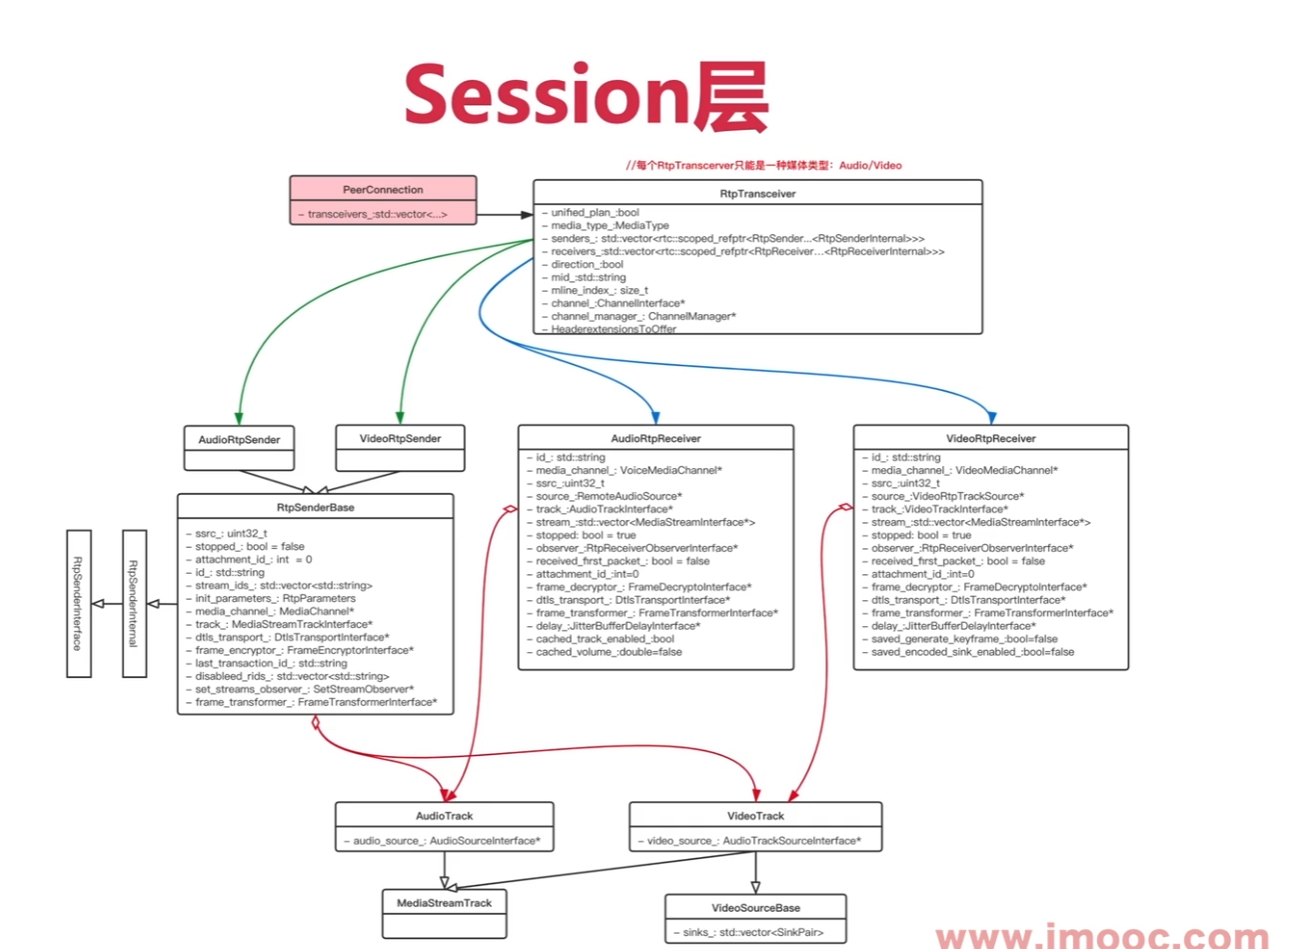 Session层
//每个RtpTranscerver只能是一种媒体类型：Audio/Video
PeerConnection
- transceivers_:std::vector<...>
RtpTransceiver
- unified_plan_:bool
- media_type_:MediaType
- senders_: std::vector<rtc::scoped_refptr<RtpSender...<RtpSenderInternal>>>
- receivers_:std::vector<rtc::scoped_refptr<RtpReceiver...<RtpReceiverInternal>>>
- direction_:bool
- mid_:std::string
- mline_index_: size_t
- channel_:ChannelInterface*
- channel_manager_: ChannelManager*
- HeaderextensionsToOffer
AudioRtpSender
VideoRtpSender
RtpSenderBase
- ssrc_: uint32_t
- stopped_: bool = false
- attachment_id_: int = 0
- id_: std::string
- stream_ids_: std::vector<std::string>
- init_parameters_: RtpParameters
- media_channel_: MediaChannel*
- track_: MediaStreamTrackInterface*
- dtls_transport_: DtlsTransportInterface*
- frame_encryptor_: FrameEncryptorInterface*
- last_transaction_id_: std::string
- disableed_rids_: std::vector<std::string>
- set_streams_observer_: SetStreamObserver*
- frame_transformer_: FrameTransformerInterface*
RtpSenderInterface
RtpSenderInternal
AudioRtpReceiver
- id_: std::string
- media_channel_: VoiceMediaChannel*
- ssrc_:uint32_t
- source_:RemoteAudioSource*
- track_:AudioTrackInterface*
- stream_:std::vector<MediaStreamInterface*>
- stopped: bool = true
- observer_:RtpReceiverObserverInterface*
- received_first_packet_: bool = false
- attachment_id_:int=0
- frame_decryptor_: FrameDecryptoInterface*
- dtls_transport_: DtlsTransportInterface*
- frame_transformer_: FrameTransformerInterface*
- delay_:JitterBufferDelayInterface*
- cached_track_enabled_:bool
- cached_volume_:double=false
VideoRtpReceiver
- id_: std::string
- media_channel_: VideoMediaChannel*
- ssrc_:uint32_t
- source_:VideoRtpTrackSource*
- track_:VideoTrackInterface*
- stream_:std::vector<MediaStreamInterface*>
- stopped: bool = true
- observer_:RtpReceiverObserverInterface*
- received_first_packet_: bool = false
- attachment_id_:int=0
- frame_decryptor_: FrameDecryptoInterface*
- dtls_transport_: DtlsTransportInterface*
- frame_transformer_: FrameTransformerInterface*
- delay_:JitterBufferDelayInterface*
- saved_generate_keyframe_:bool=false
- saved_encoded_sink_enabled_:bool=false
AudioTrack
- audio_source_: AudioSourceInterface*
VideoTrack
- video_source_: AudioTrackSourceInterface*
MediaStreamTrack
VideoSourceBase
- sinks_: std::vector<SinkPair>
www.imooc.com